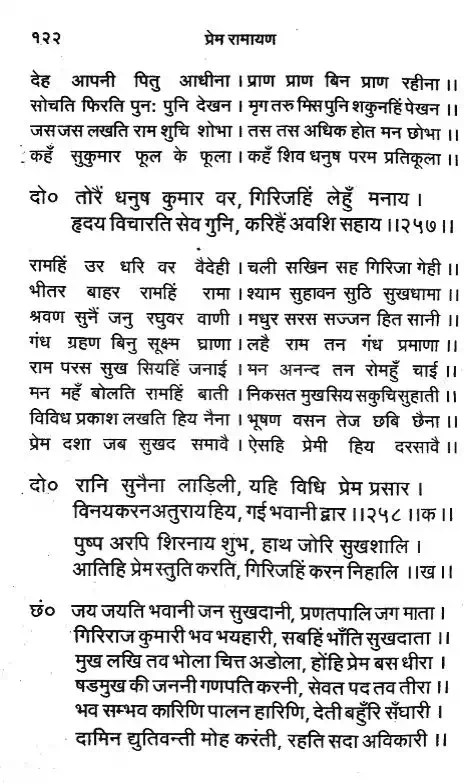 १२२ प्रेम रामायण
देह आपनी पितु आधीना । प्राण प्राण बिन प्राण रहीना ।।
सोचति फिरति पुनः पुनि देखन । मृग तरु मिस पुनि शकुनहिं पेखन ।।
जस जस लखति राम शुचि शोभा । तस तस अधिक होत मन छोभा ।।
कहँ सुकुमार फूल के फूला । कहँ शिव धनुष परम प्रतिकूला ।।
दो० तोरैं धनुष कुमार वर, गिरिजहिं लेहुँ मनाय ।
हृदय विचारति सेव गुनि, करिहैं अवशि सहाय ।।२५७।।
रामहिं उर धरि वर वैदेही । चली सखिन सह गिरिजा गेही ।।
भीतर बाहर रामहिं रामा । श्याम सुहावन सुठि सुखधामा ।।
श्रवण सुनैं जनु रघुवर वाणी । मधुर सरस सज्जन हित सानी ।।
गंध ग्रहण बिनु सूक्ष्म घ्राणा । लहै राम तन गंध प्रमाणा ।।
राम परस सुख सियहिं जनाई । मन अनन्द तन रोमहुँ चाई ।।
मन महँ बोलति रामहिं बाती । निकसत मुख सिय सकुचि सुहाती ।।
विविध प्रकाश लखति हिय नैना । भूषण वसन तेज छबि छैना ।।
प्रेम दशा जब सुखद समावै । ऐसहि प्रेमी हिय दरसावै ।।
दो० रानि सुनैना लाड़िली, यहि विधि प्रेम प्रसार ।
विनय करन अतुराय हिय, गई भवानी द्वार ।।२५८ ।।क।।
पुष्प अरपि शिरनाय शुभ, हाथ जोरि सुखशालि ।
आतिहि प्रेम स्तुति करति, गिरिजहिं करन निहालि ।।ख।।
छं० जय जयति भवानी जन सुखदानी, प्रणतपालि जग माता ।
गिरिराज कुमारी भव भयहारी, सबहिं भाँति सुखदाता ।।
मुख लखि तव भोला चित्त अडोला, होंहि प्रेम बस धीरा ।
षडमुख की जननी गणपति करनी, सेवत पद तव तीरा ।।
भव सम्भव कारिणि पालन हारिणि, देती बहुँरि सँघारी ।
दामिन द्युतिवन्ती मोह करंती, रहति सदा अविकारी ।।